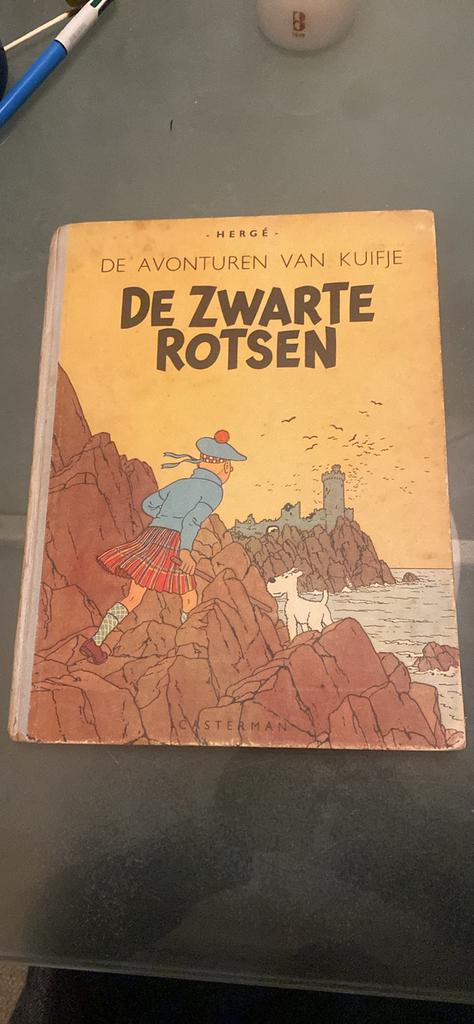 - HERGÉ -
DE AVONTUREN VAN KUIFJE
DE ZWARTE
ROTSEN
CASTERMAN